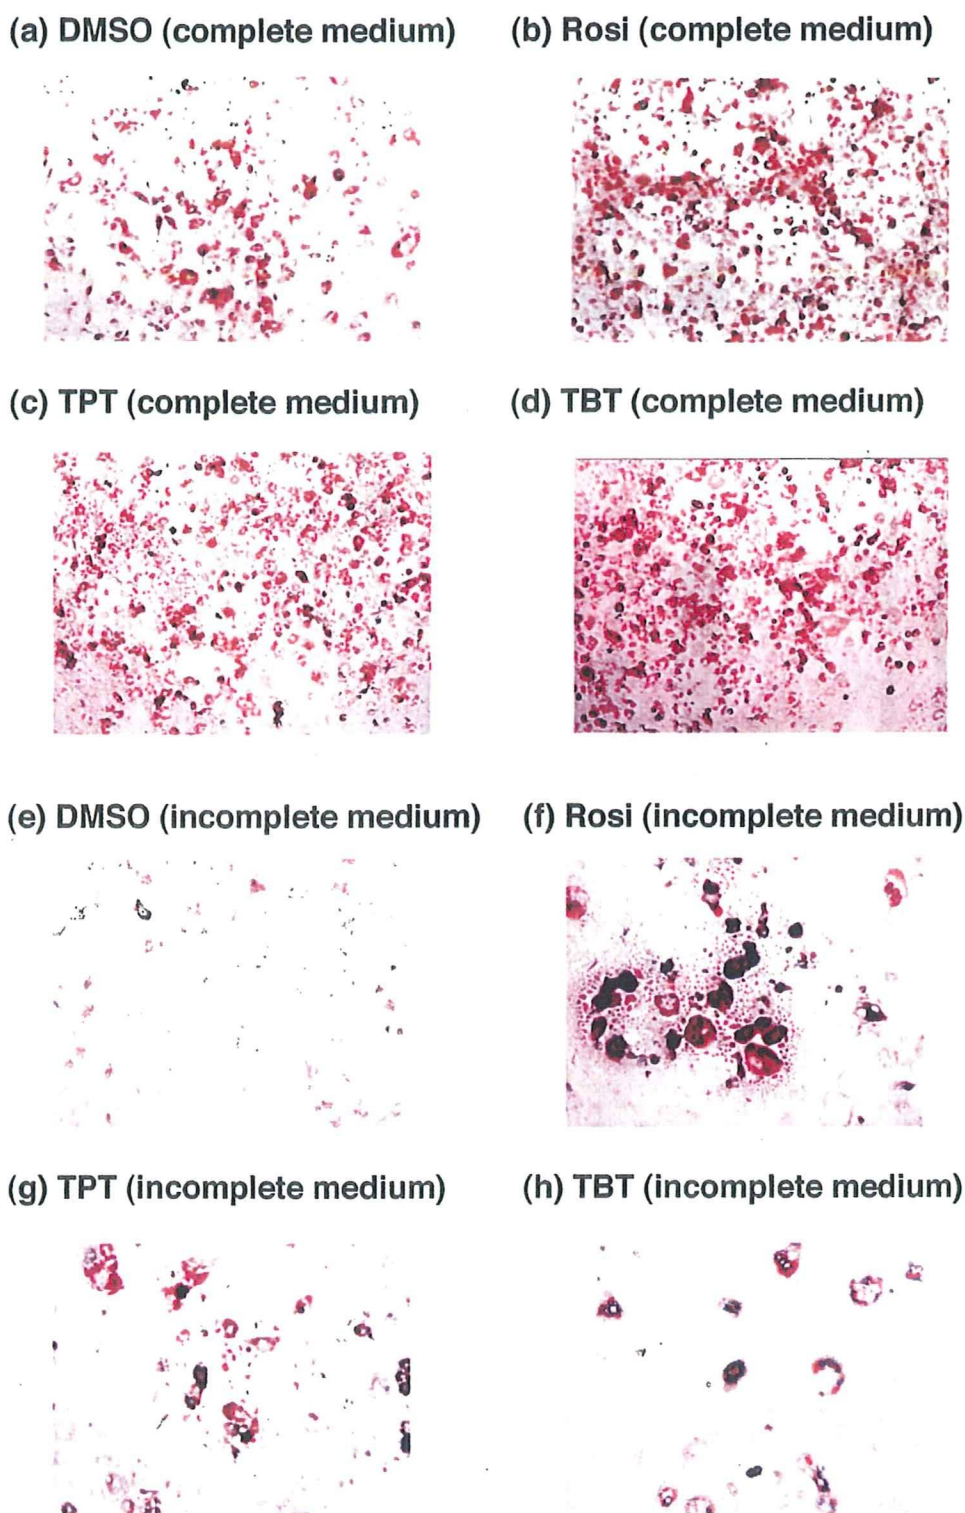 (a) DMSO (complete medium)
(b) Rosi (complete medium)
(c) TPT (complete medium)
(d) TBT (complete medium)
(e) DMSO (incomplete medium)
(f) Rosi (incomplete medium)
(g) TPT (incomplete medium)
(h) TBT (incomplete medium)